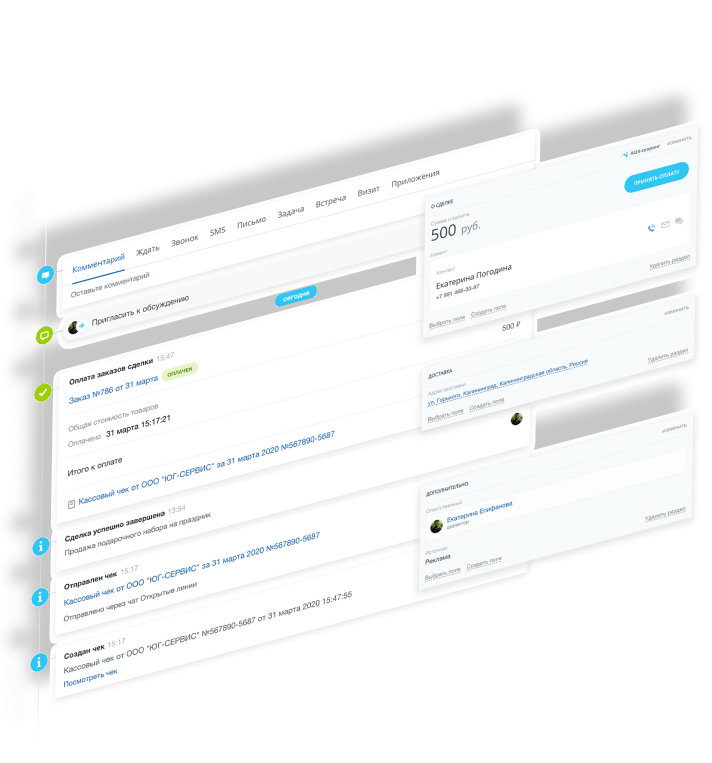 Комментарий Ждать Звонок SMS Письмо Задача Встреча Визит Приложения
Оставьте комментарий
Пригласить к обсуждению
сегодня
Оплата заказов сделки 15:47
Заказ №786 от 31 марта ОПЛАЧЕН
Общая стоимость товаров 500 ₽
Оплачено 31 марта 15:17:21
Итого к оплате
Кассовый чек от ООО "ЮГ-СЕРВИС" за 31 марта 2020 №567890-5687
Сделка успешно завершена 13:54
Продажа подарочного набора на праздник
Отправлен чек 15:17
Кассовый чек от ООО "ЮГ-СЕРВИС" за 31 марта 2020 №567890-5687
Отправлено через чат Открытые линии
Создан чек 15:17
Кассовый чек от ООО "ЮГ-СЕРВИС" №567890-5687 от 31 марта 2020 15:47:55
Посмотреть чек
AI2A-скоринг изменить
О СДЕЛКЕ
ПРИНЯТЬ ОПЛАТУ
Сумма и валюта
500 руб.
Клиент
Контакт
Екатерина Погодина
+7 981 468-30-87
Выбрать поле Создать поле Удалить раздел
изменить
ДОСТАВКА
Адрес доставки
ул. Горького, Калининград, Калининградская область, Россия
Выбрать поле Создать поле Удалить раздел
изменить
ДОПОЛНИТЕЛЬНО
Ответственный
Екатерина Епифанова
директор
Источник
Реклама
Выбрать поле Создать поле Удалить раздел